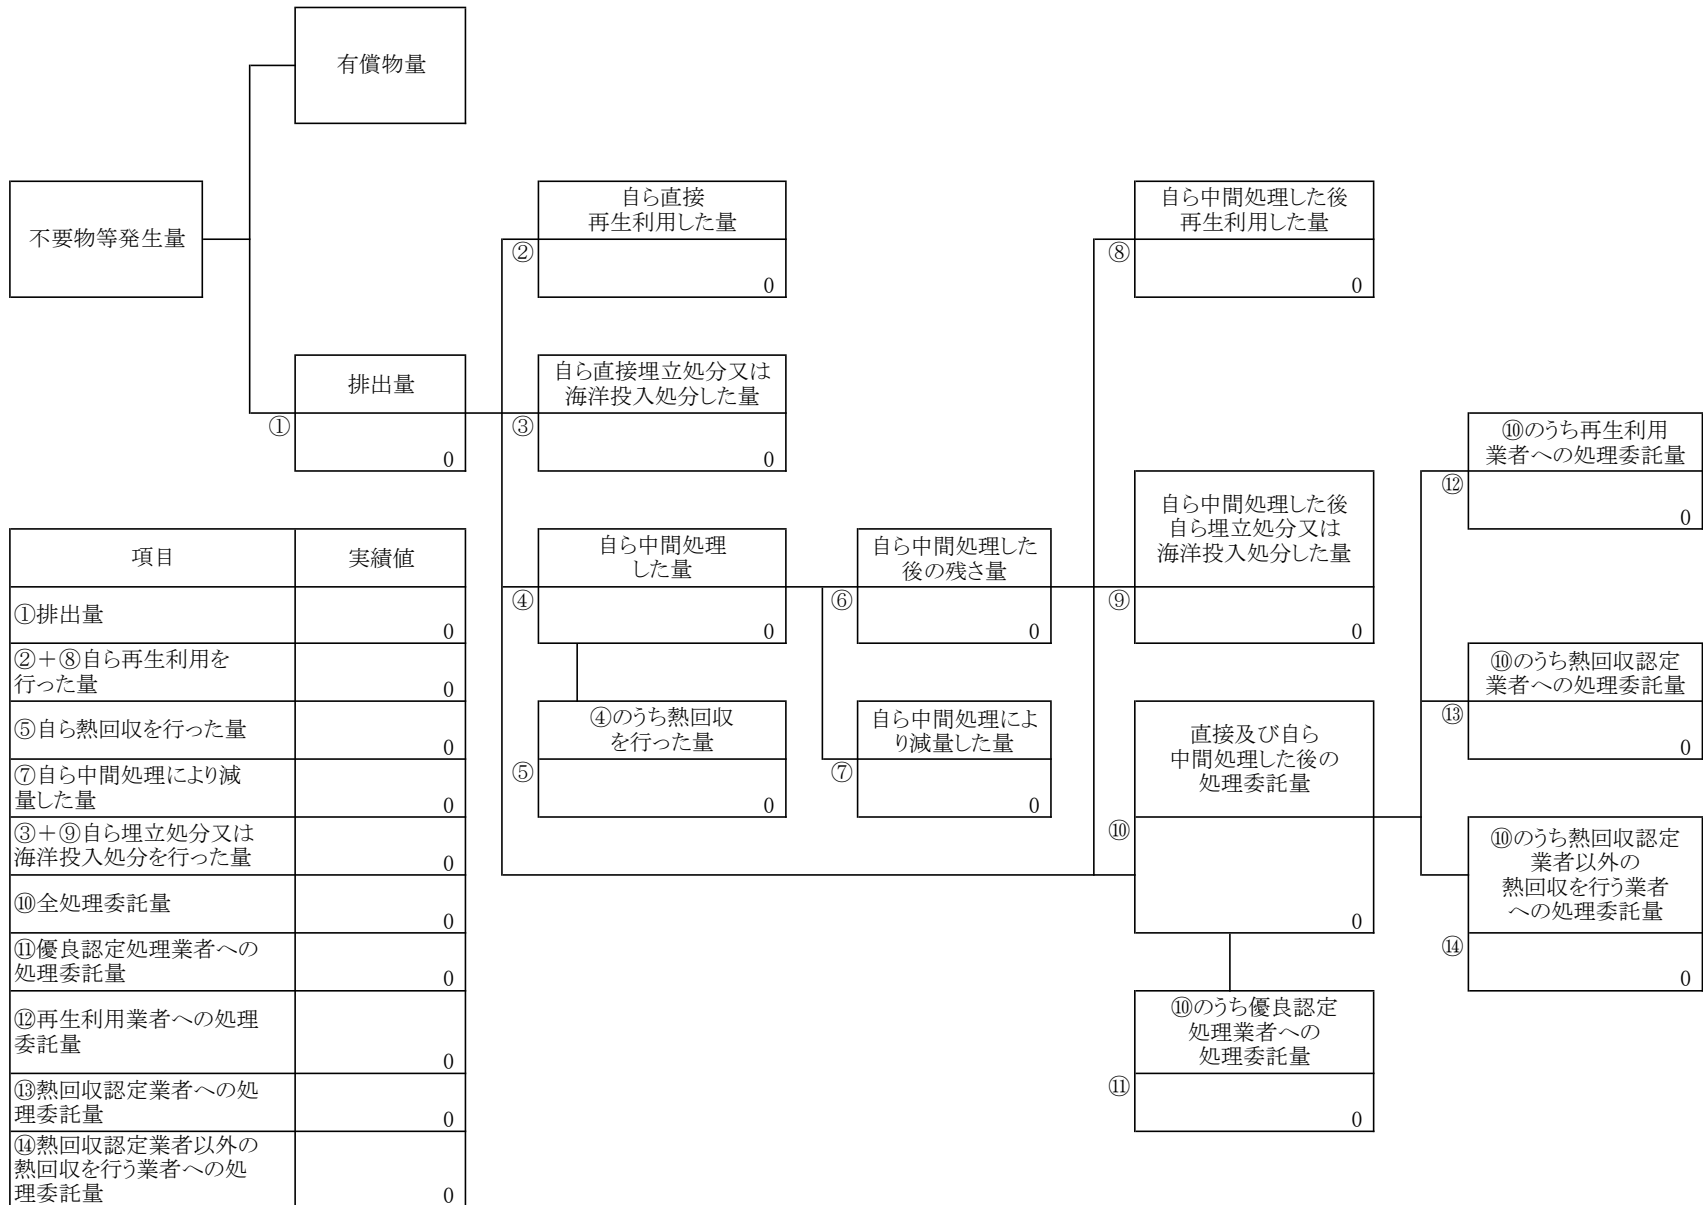 有償物量
不要物等発生量
自ら直接
再生利用した量
②
0
自ら中間処理した後
再生利用した量
⑧
0
排出量
①
0
自ら直接埋立処分又は
海洋投入処分した量
③
0
⑩のうち再生利用
業者への処理委託量
⑫
0
自ら中間処理
した量
④
0
自ら中間処理した
後の残さ量
⑥
0
自ら中間処理した後
自ら埋立処分又は
海洋投入処分した量
⑨
0
⑩のうち熱回収認定
業者への処理委託量
⑬
0
④のうち熱回収
を行った量
⑤
0
自ら中間処理によ
り減量した量
⑦
0
直接及び自ら
中間処理した後の
処理委託量
⑩
0
⑩のうち熱回収認定
業者以外の
熱回収を行う業者
への処理委託量
⑭
0
⑩のうち優良認定
処理業者への
処理委託量
⑪
0
項目 実績値
①排出量
0
②+⑧自ら再生利用を
行った量 0
⑤自ら熱回収を行った量
0
⑦自ら中間処理により減
量した量 0
③+⑨自ら埋立処分又は
海洋投入処分を行った量 0
⑩全処理委託量
0
⑪優良認定処理業者への
処理委託量 0
⑫再生利用業者への処理
委託量
0
⑬熱回収認定業者への処
理委託量 0
⑭熱回収認定業者以外の
熱回収を行う業者への処
理委託量 0